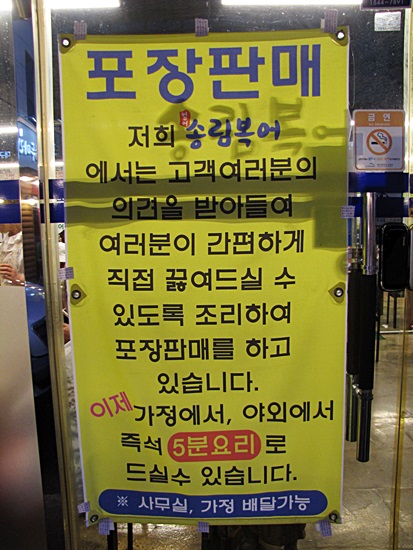 포장판매
저희 송림복어
에서는 고객여러분의
의견을 받아들여
여러분이 간편하게
직접 끓여드실 수
있도록 조리하여
포장판매를 하고
있습니다.
이제 가정에서, 야외에서
즉석 5분요리로
드실수 있습니다.
※ 사무실, 가정 배달가능
금연